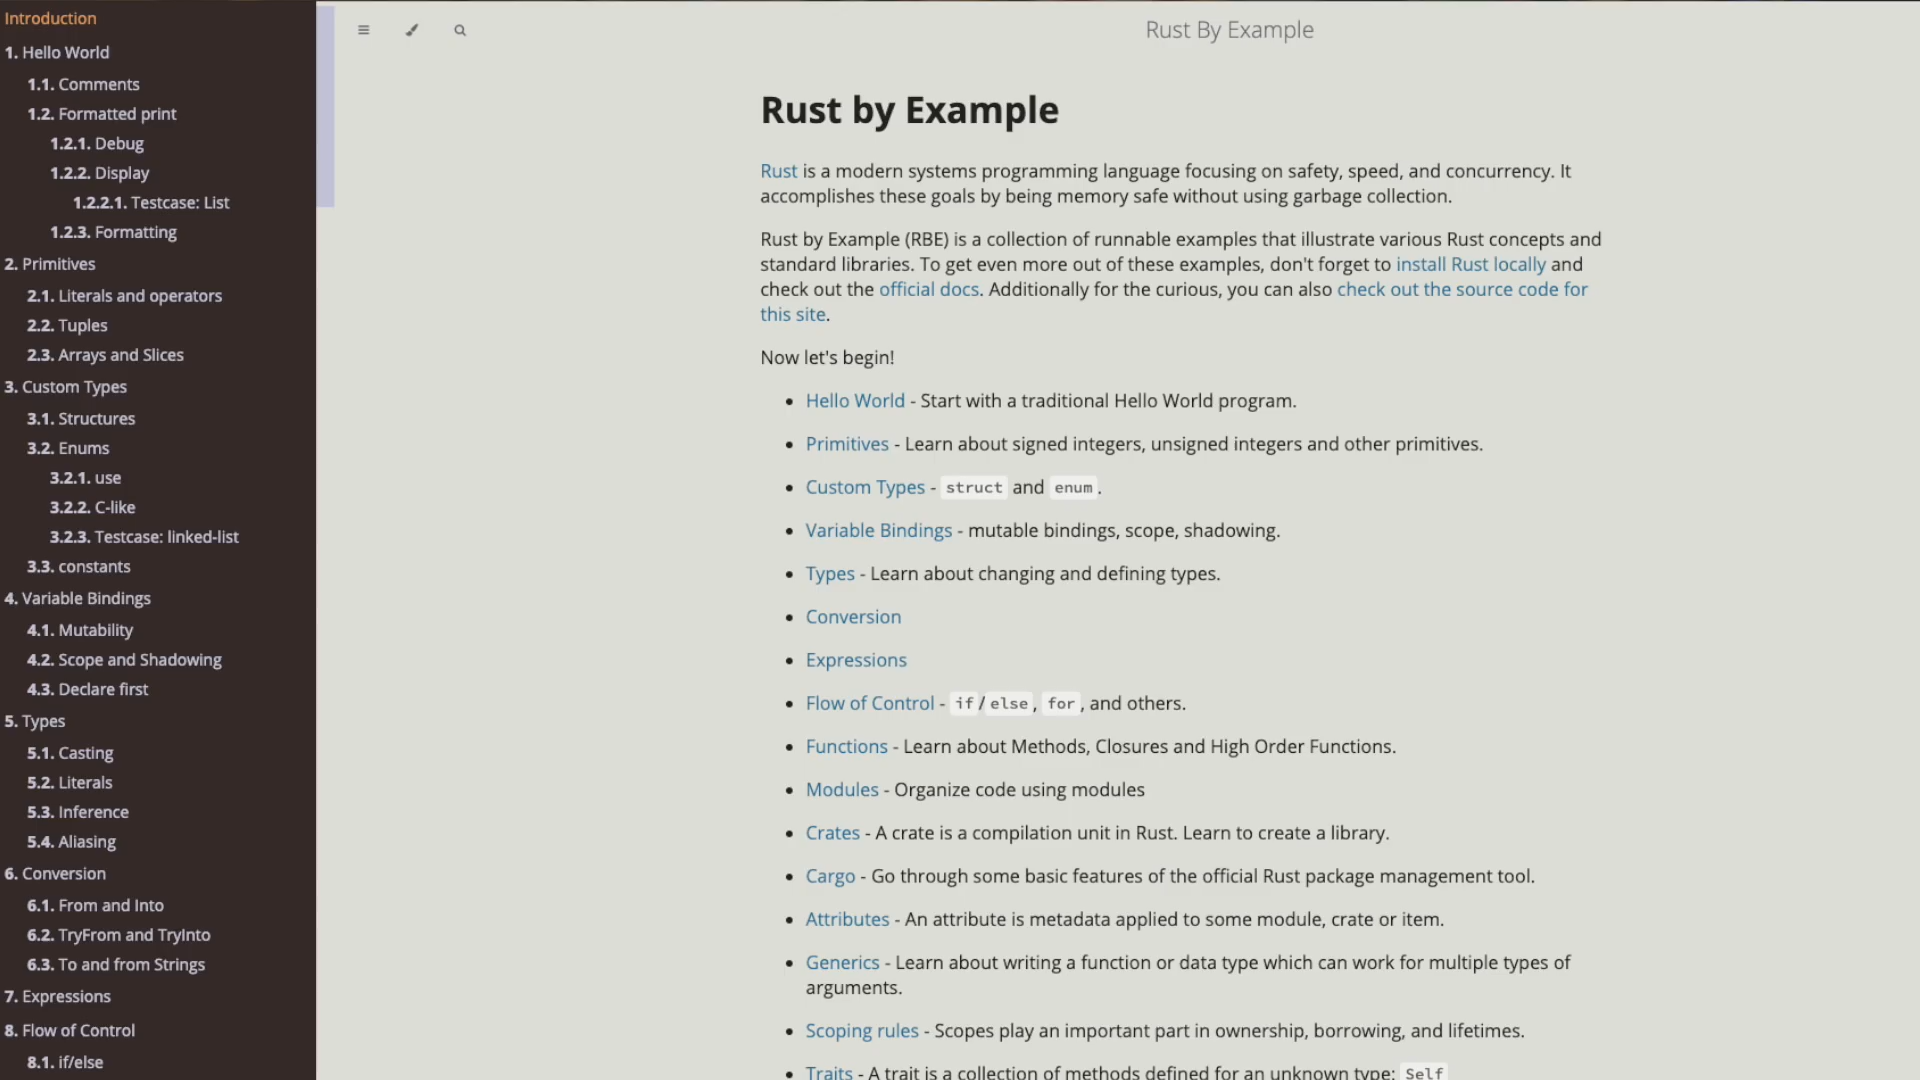 Introduction
1. Hello World
1.1. Comments
1.2. Formatted print
1.2.1. Debug
1.2.2. Display
1.2.2.1. Testcase: List
1.2.3. Formatting
2. Primitives
2.1. Literals and operators
2.2. Tuples
2.3. Arrays and Slices
3. Custom Types
3.1. Structures
3.2. Enums
3.2.1. use
3.2.2. C-like
3.2.3. Testcase: linked-list
3.3. constants
4. Variable Bindings
4.1. Mutability
4.2. Scope and Shadowing
4.3. Declare first
5. Types
5.1. Casting
5.2. Literals
5.3. Inference
5.4. Aliasing
6. Conversion
6.1. From and Into
6.2. TryFrom and TryInto
6.3. To and from Strings
7. Expressions
8. Flow of Control
8.1. if/else
Rust By Example
Rust by Example
Rust is a modern systems programming language focusing on safety, speed, and concurrency. It
accomplishes these goals by being memory safe without using garbage collection.
Rust by Example (RBE) is a collection of runnable examples that illustrate various Rust concepts and
standard libraries. To get even more out of these examples, don't forget to install Rust locally and
check out the official docs. Additionally for the curious, you can also check out the source code for
this site.
Now let's begin!
• Hello World - Start with a traditional Hello World program.
• Primitives - Learn about signed integers, unsigned integers and other primitives.
• Custom Types - struct and enum.
• Variable Bindings - mutable bindings, scope, shadowing.
• Types - Learn about changing and defining types.
• Conversion
• Expressions
• Flow of Control - if/else, for, and others.
• Functions - Learn about Methods, Closures and High Order Functions.
• Modules - Organize code using modules
• Crates - A crate is a compilation unit in Rust. Learn to create a library.
• Cargo - Go through some basic features of the official Rust package management tool.
• Attributes - An attribute is metadata applied to some module, crate or item.
• Generics - Learn about writing a function or data type which can work for multiple types of
arguments.
• Scoping rules - Scopes play an important part in ownership, borrowing, and lifetimes.
• Traits - A trait is a collection of methods defined for an unknown type: Self